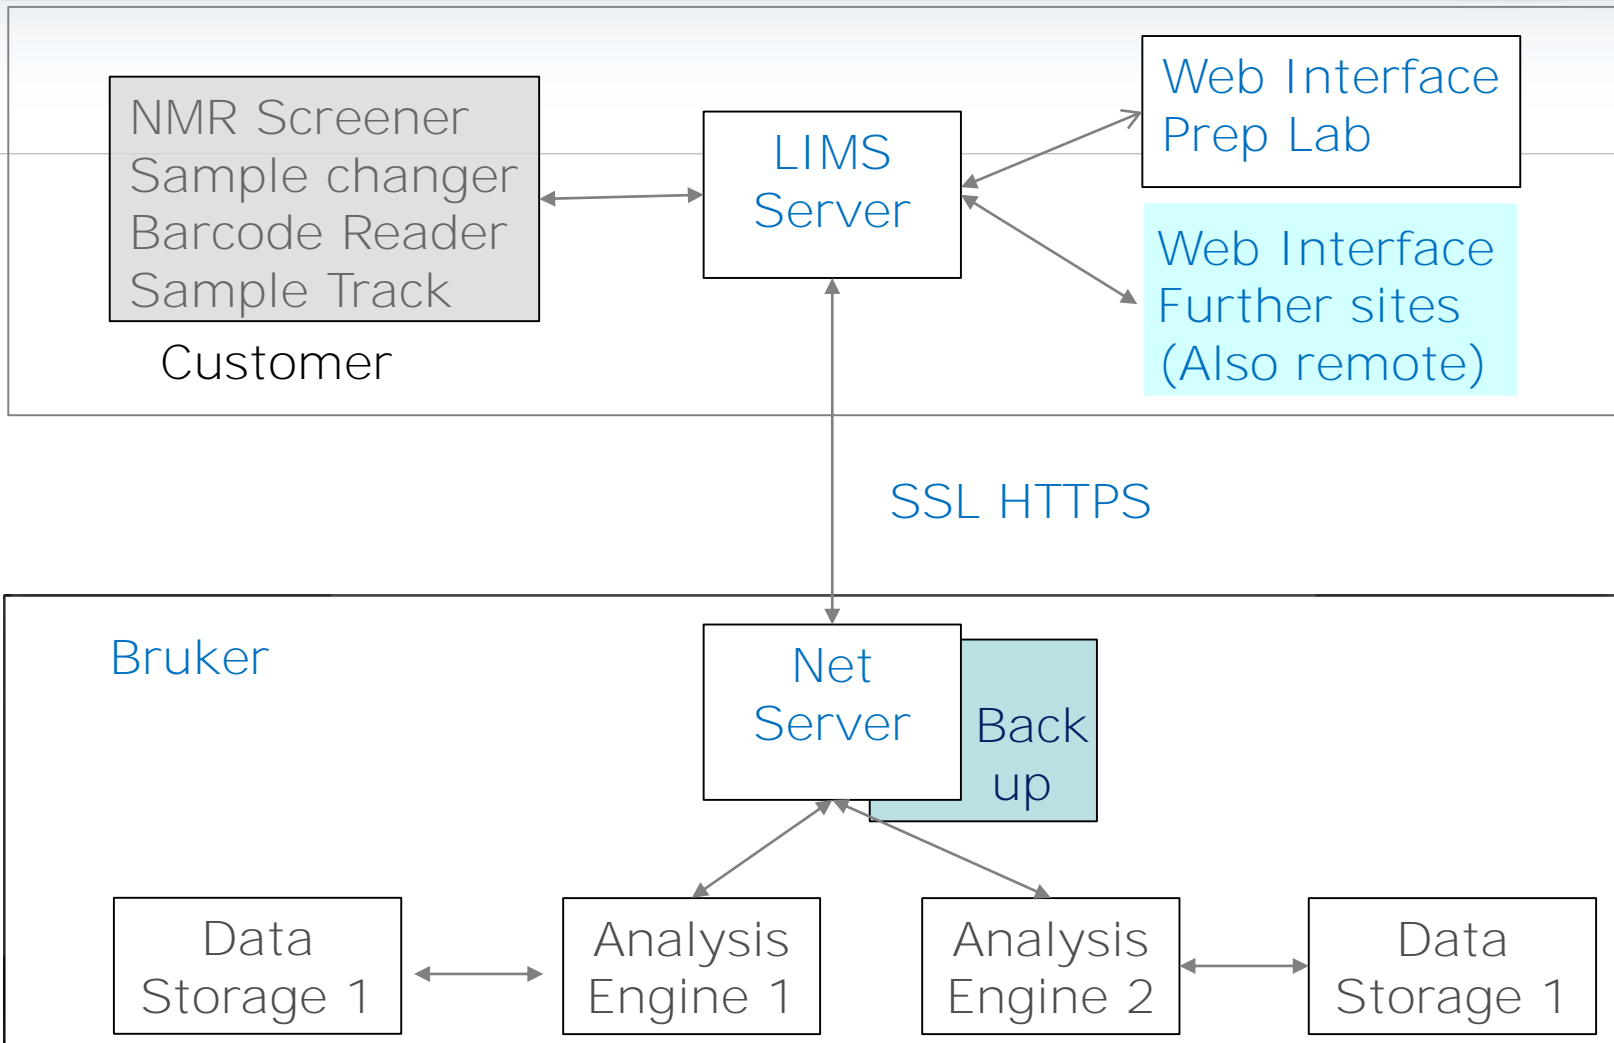 NMR Screener
Sample changer
Barcode Reader
Sample Track
Customer
LIMS
Server
Web Interface
Prep Lab
Web Interface
Further sites
(Also remote)
SSL HTTPS
Bruker
Net
Server
Back
up
Data
Storage 1
Analysis
Engine 1
Analysis
Engine 2
Data
Storage 1